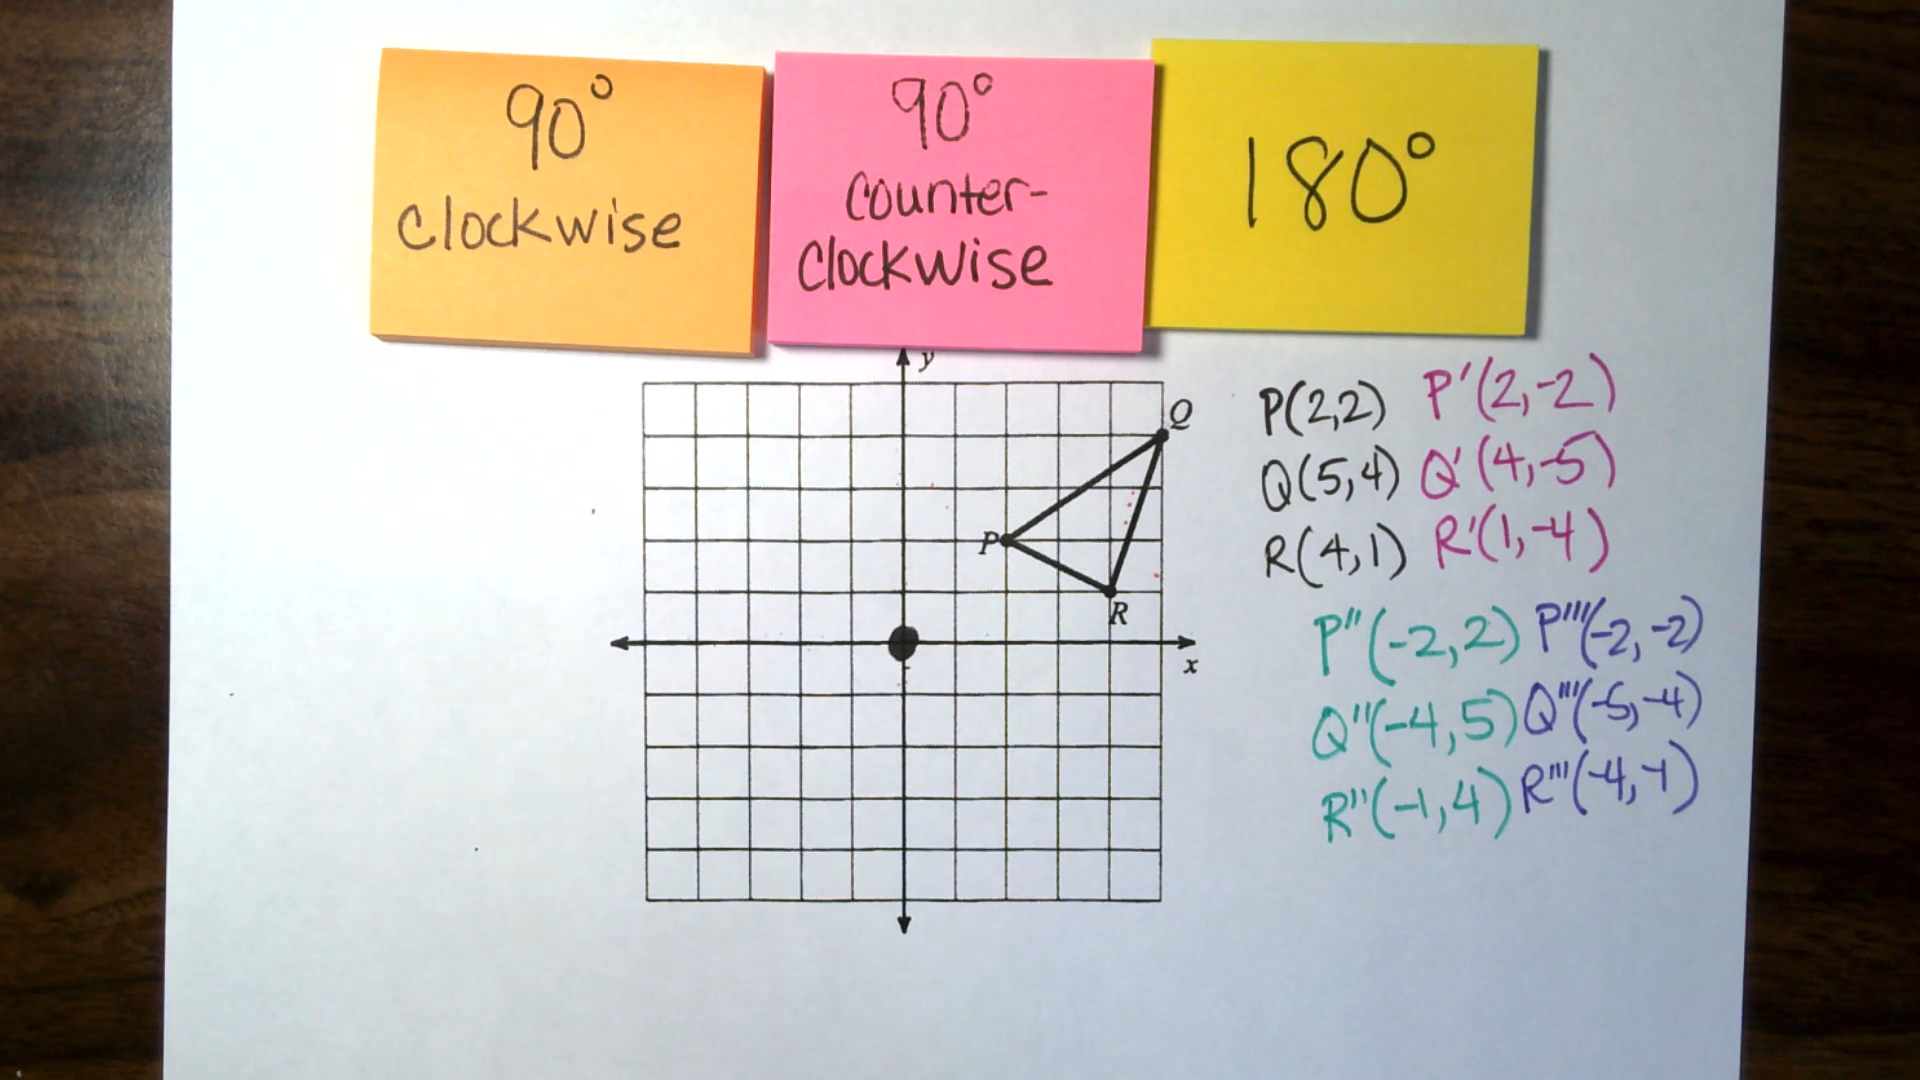 90°
clockwise
90°
counter-
clockwise
180°
y
Q
P
R
x
P(2,2) P'(2,-2)
Q(5,4) Q'(4,-5)
R(4,1) R'(1,-4)
P"(-2,2) P'''(-2,-2)
Q"(-4,5) Q'''(-5,-4)
R"(-1,4) R'''(-4,-1)